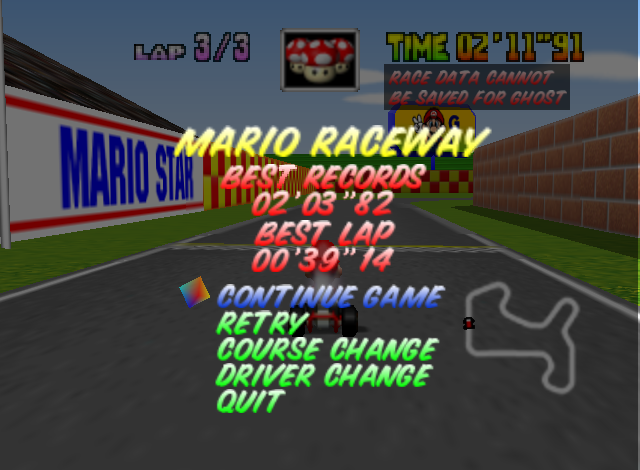 LAP 3/3
TIME 02'11"91
RACE DATA CANNOT
BE SAVED FOR GHOST
G
MARIO STAR
MARIO RACEWAY
BEST RECORDS
02'03"82
BEST LAP
00'39"14
CONTINUE GAME
RETRY
COURSE CHANGE
DRIVER CHANGE
QUIT